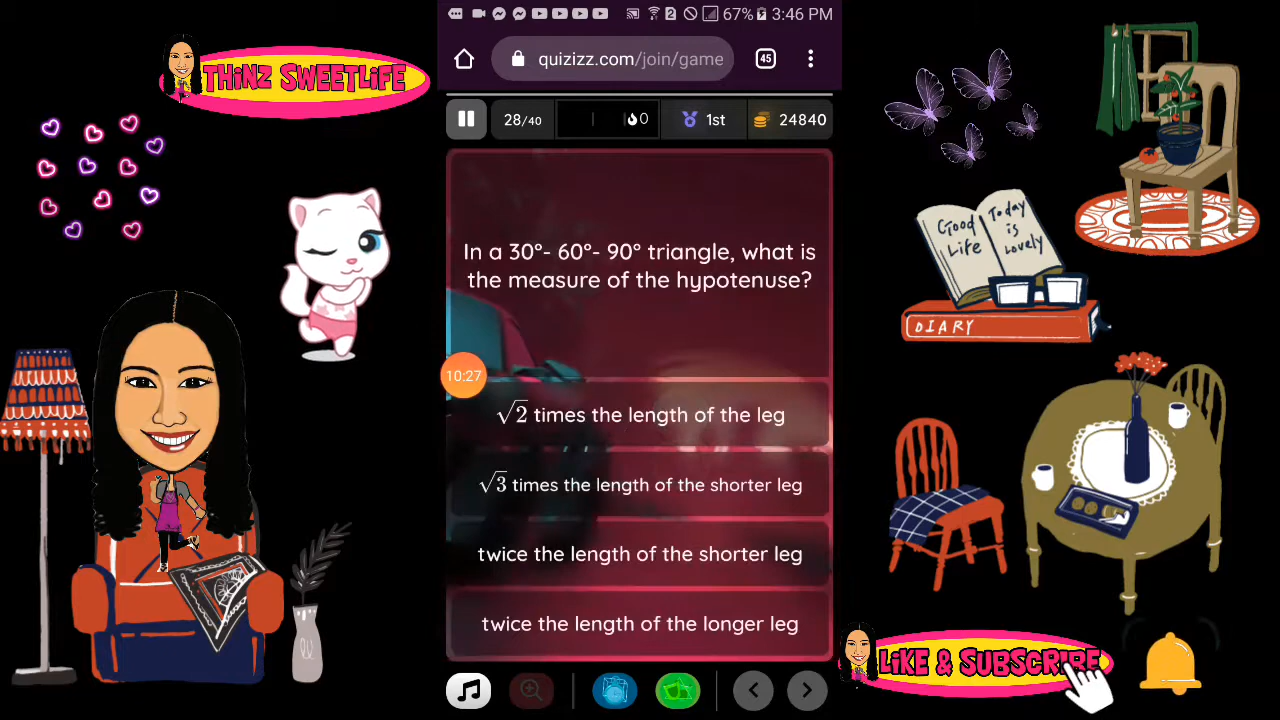 67% 3:46 PM
THiNZ SWEETLiFE
quizizz.com/join/game
45
28/40
0
1st
24840
In a 30°- 60°- 90° triangle, what is
the measure of the hypotenuse?
10:27
√2 times the length of the leg
√3 times the length of the shorter leg
twice the length of the shorter leg
twice the length of the longer leg
Good
Life
Today
is
Lovely
DIARY
LiKE & SUBSCRIBE